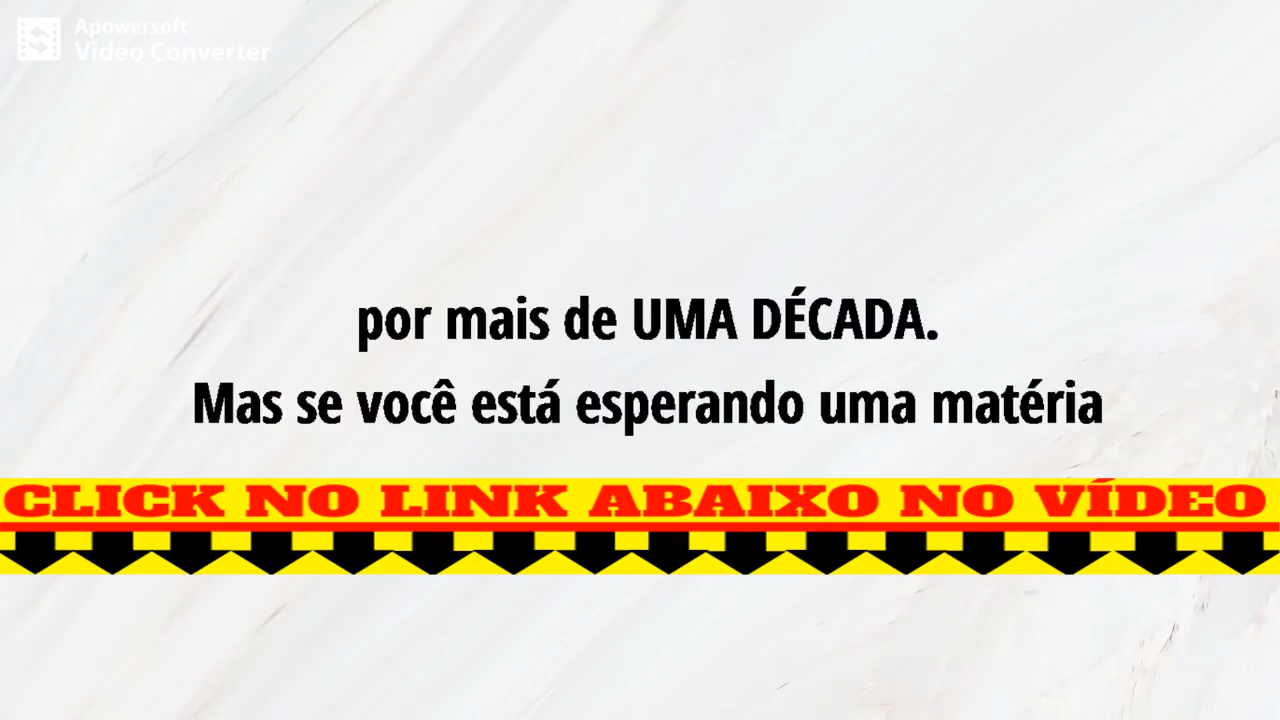 Apowersoft
Video Converter
por mais de UMA DÉCADA.
Mas se você está esperando uma matéria
CLICK NO LINK ABAIXO NO VÍDEO